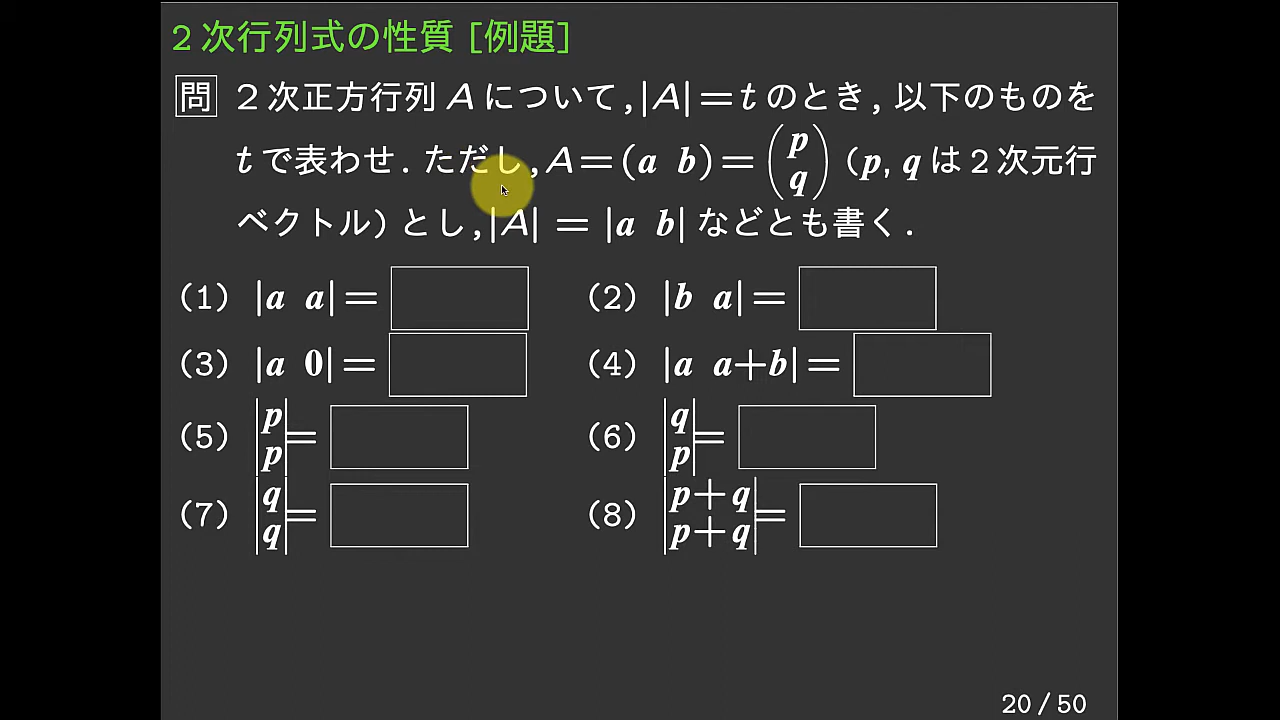 2 次行列式の性質 [例題]
問 2 次正方行列 A について,|A|=t のとき, 以下のものを
t で表わせ. ただし,A=(a b)=(p q) (p, q は 2 次元行
ベクトル) とし,|A| = |a b| などとも書く.
(1) |a a|= (2) |b a|=
(3) |a 0|= (4) |a a+b|=
(5) |p p|= (6) |q p|=
(7) |q q|= (8) |p+q p+q|=
20 / 50